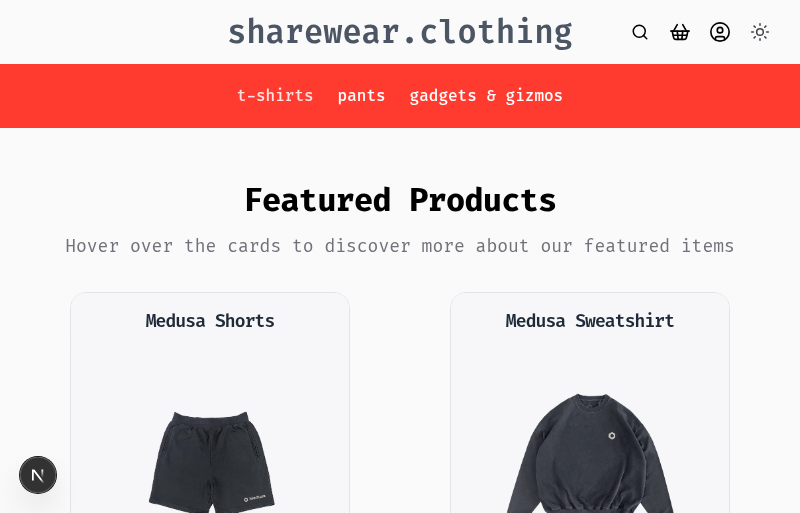 sharewear.clothing
t-shirts pants gadgets & gizmos
Featured Products
Hover over the cards to discover more about our featured items
Medusa Shorts Medusa Sweatshirt
N
Medusa